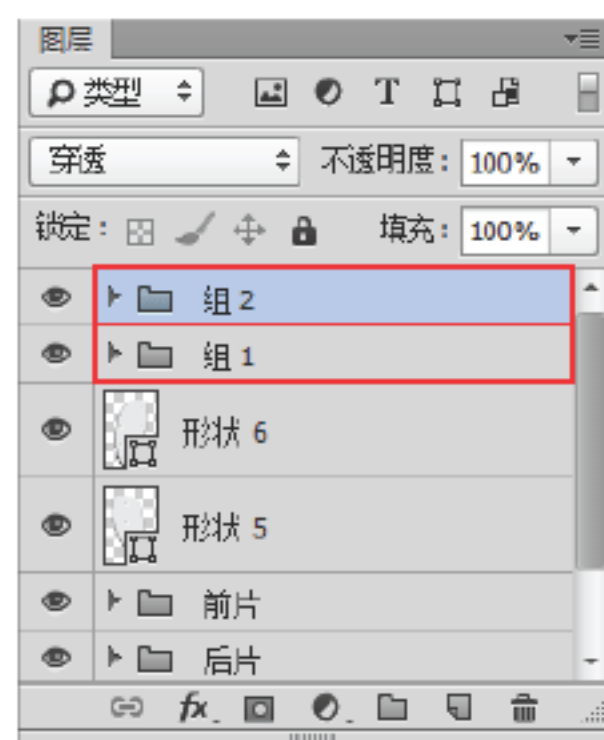 图层
类型 T
穿透 不透明度: 100%
锁定: 填充: 100%
组 2
组 1
形状 6
形状 5
前片
后片
fx.